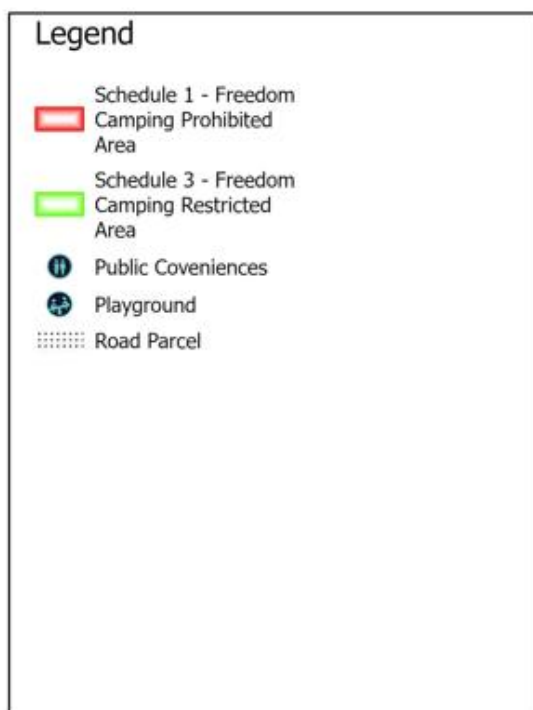 Legend
Schedule 1 - Freedom
Camping Prohibited
Area
Schedule 3 - Freedom
Camping Restricted
Area
Public Coveniences
Playground
Road Parcel